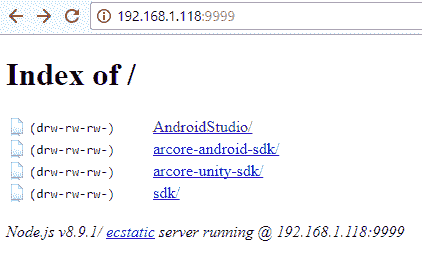 192.168.1.118:9999
Index of /
(drw-rw-rw-) AndroidStudio/
(drw-rw-rw-) arcore-android-sdk/
(drw-rw-rw-) arcore-unity-sdk/
(drw-rw-rw-) sdk/
Node.js v8.9.1/ ecstatic server running @ 192.168.1.118:9999